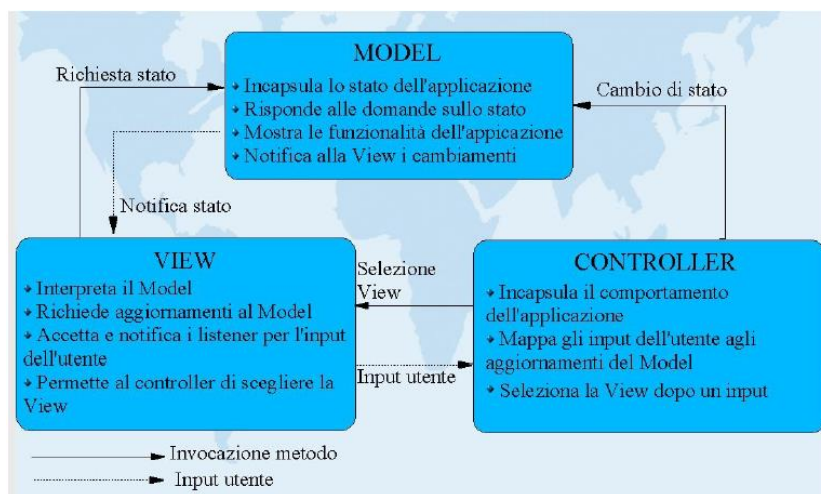 MODEL
Incapsula lo stato dell'applicazione
Risponde alle domande sullo stato
Mostra le funzionalità dell'appicazione
Notifica alla View i cambiamenti
Richiesta stato
Cambio di stato
Notifica stato
VIEW
Interpreta il Model
Richiede aggiornamenti al Model
Accetta e notifica i listener per l'input
dell'utente
Permette al controller di scegliere la
View
Selezione
View
Input utente
CONTROLLER
Incapsula il comportamento
dell'applicazione
Mappa gli input dell'utente agli
aggiornamenti del Model
Seleziona la View dopo un input
Invocazione metodo
Input utente